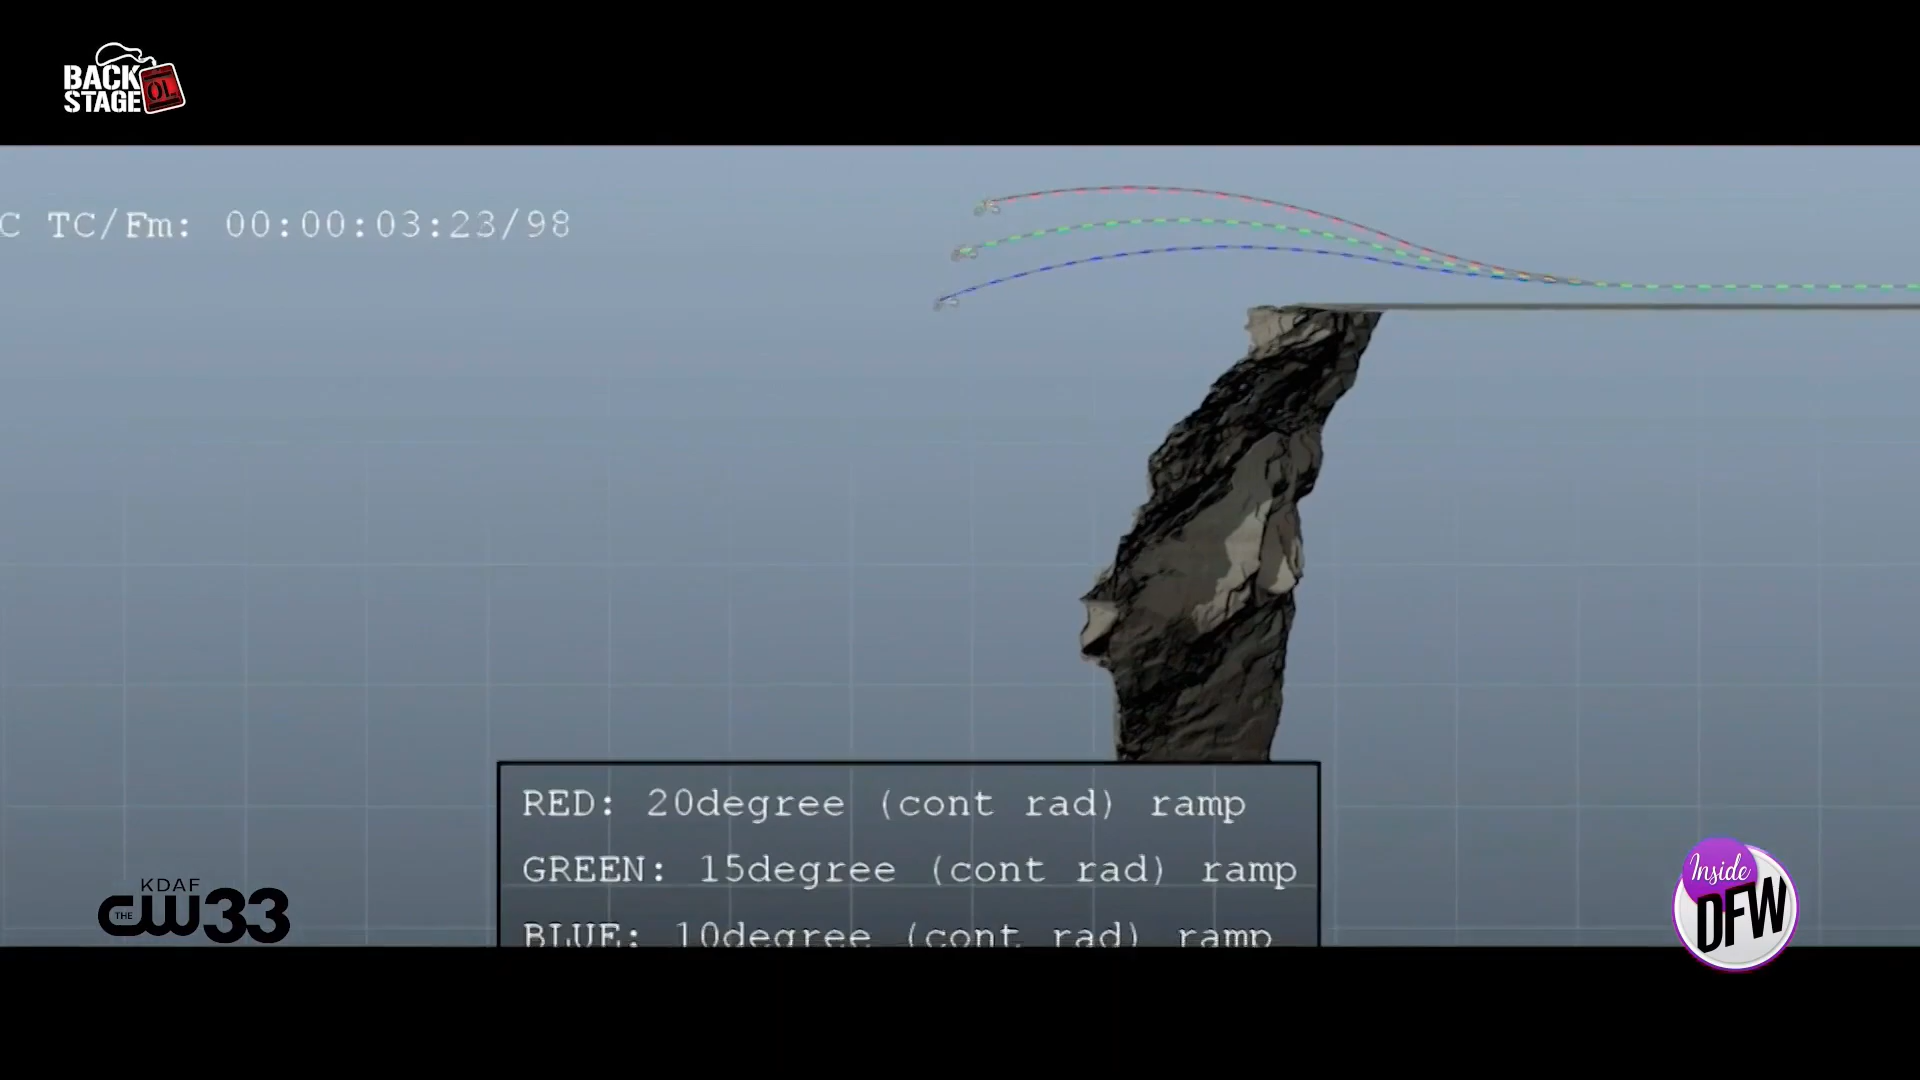 BACK
STAGE
OL
C TC/Fm: 00:00:03:23/98
RED: 20degree (cont rad) ramp
GREEN: 15degree (cont rad) ramp
BLUE: 10degree (cont rad) ramp
KDAF
THE CW33
Inside
DFW